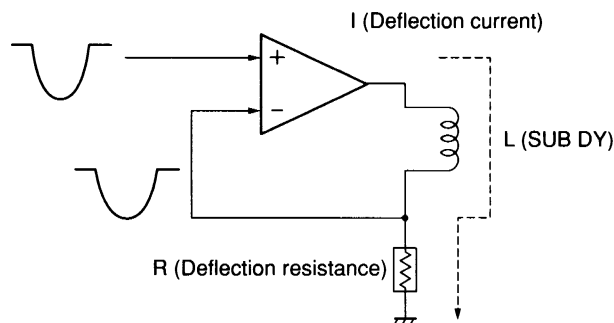 I (Deflection current)
+
−
L (SUB DY)
R (Deflection resistance)